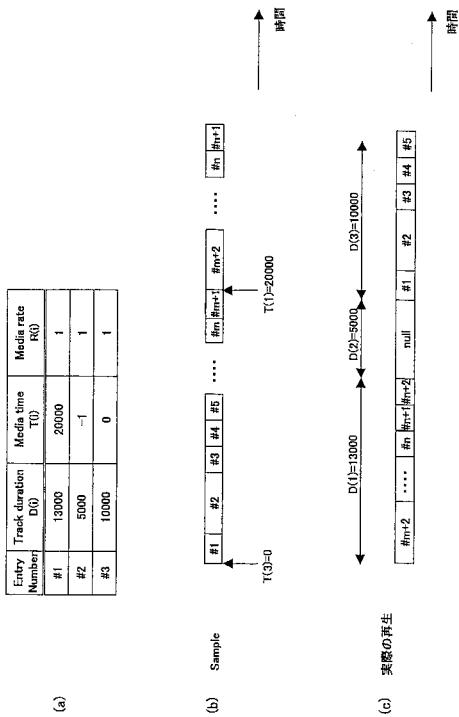 (a)
Entry Number Track duration D(i) Media time T(i) Media rate R(i)
#1 13000 20000 1
#2 5000 -1 1
#3 10000 0 1
(b)
Sample
#1 #2 #3 #4 #5 ‥‥ #m #m+1 #m+2 ‥‥ #n #n+1
T(3)=0
T(1)=20000
時間
(c)
実際の再生
D(1)=13000 D(2)=5000 D(3)=10000
#m+2 ‥‥ #n #n+1 #n+2 null #1 #2 #3 #4 #5
時間